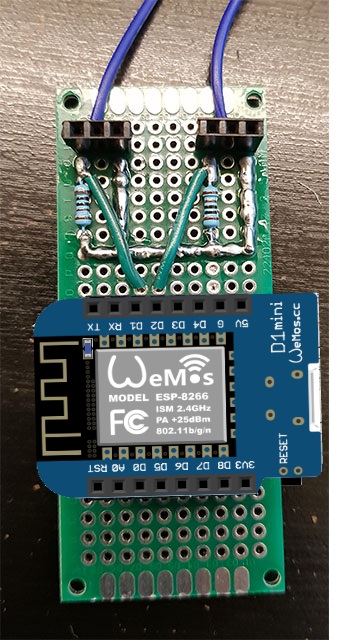 TX RX D1 D2 D3 D4 G 5V
D1 mini
WeMos.cc
WeMos
MODEL ESP-8266
ISM 2.4GHz
PA +25dBm
802.11b/g/n
FC
RESET
RST A0 D0 D5 D6 D7 D8 3V3